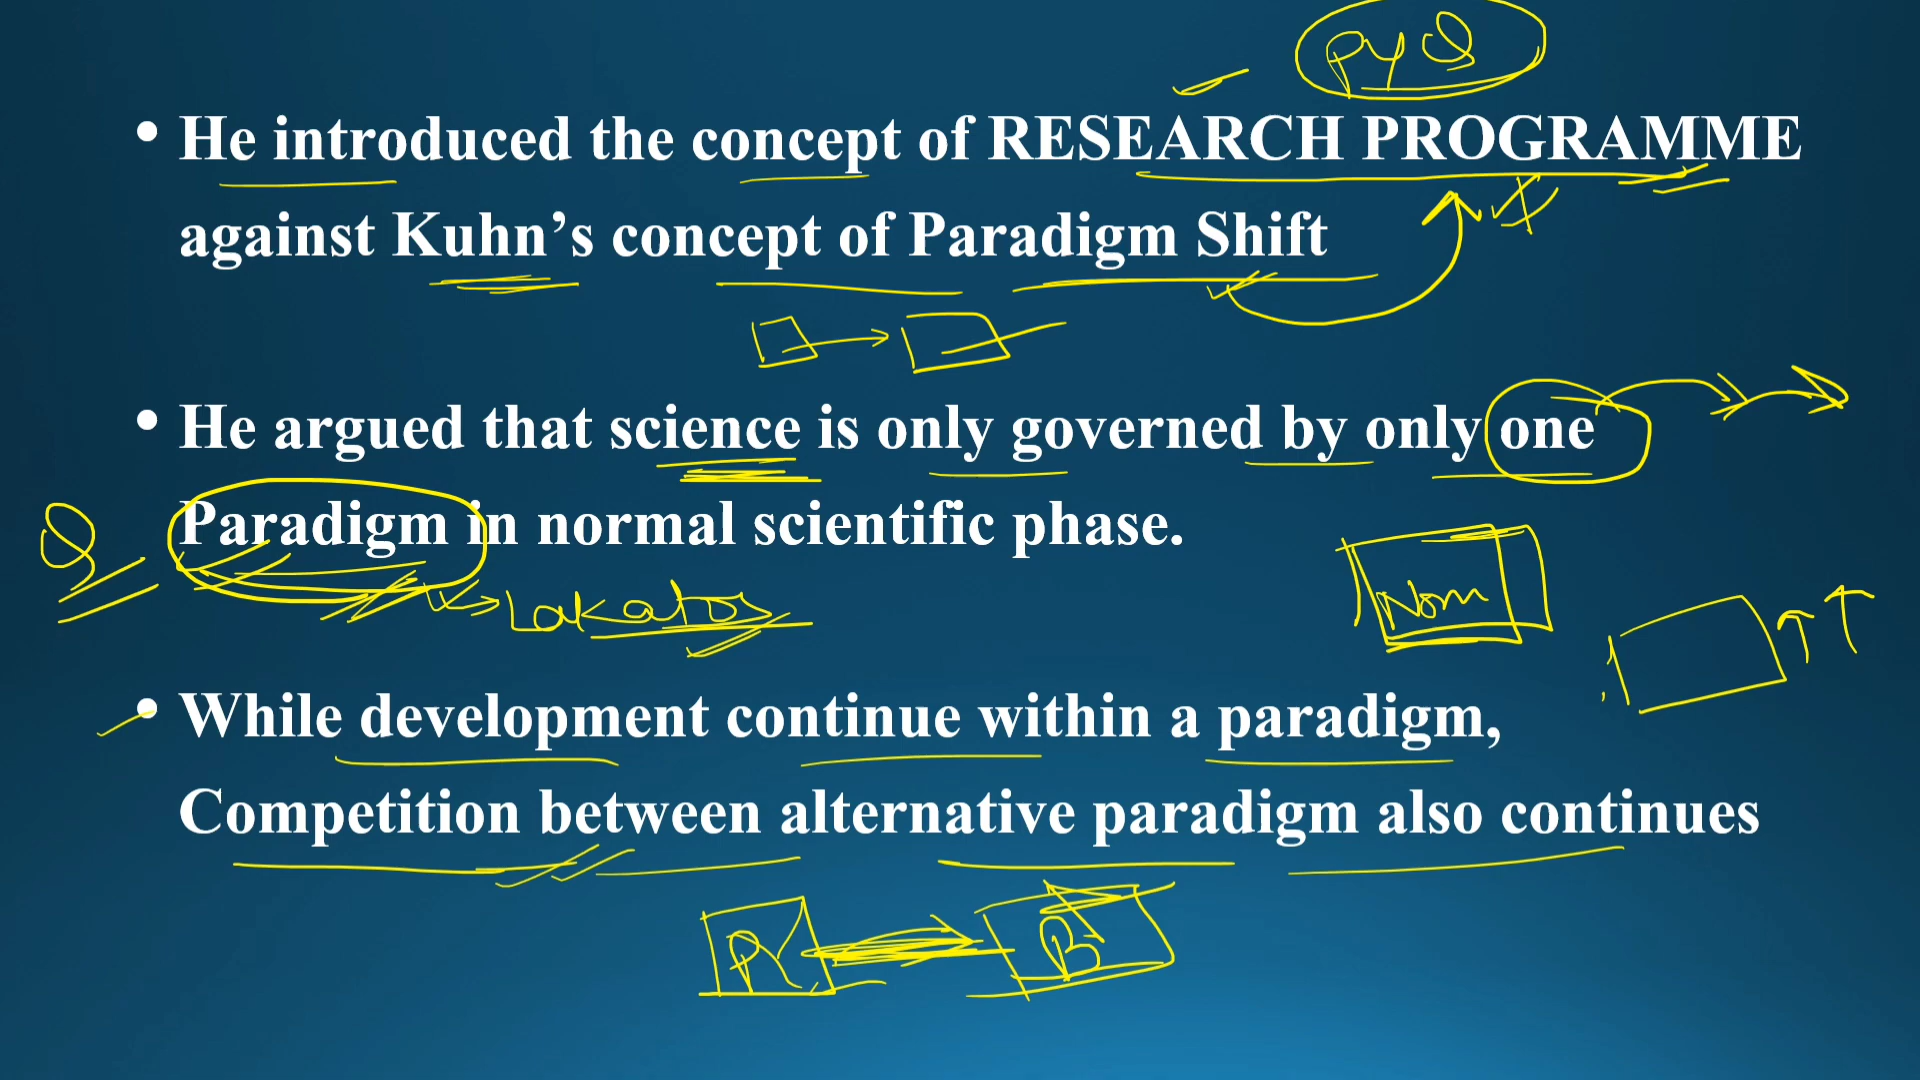 PYQ
• He introduced the concept of RESEARCH PROGRAMME
against Kuhn’s concept of Paradigm Shift
• He argued that science is only governed by only one
Paradigm in normal scientific phase.
Q
Lakatos
Nom
• While development continue within a paradigm,
Competition between alternative paradigm also continues
B